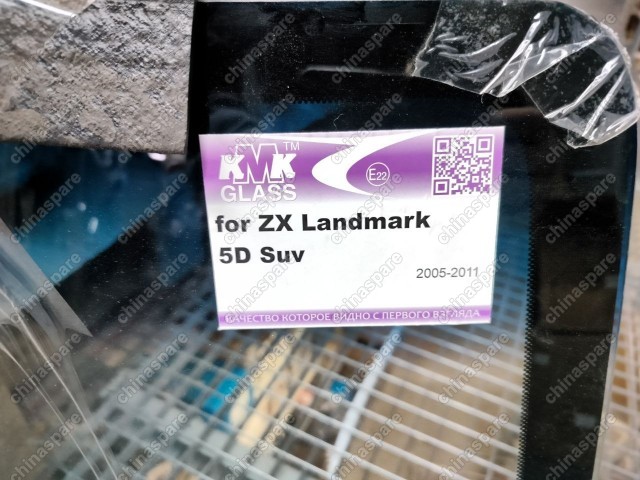 KMK™
GLASS
E22
for ZX Landmark
5D Suv
2005-2011
КАЧЕСТВО КОТОРОЕ ВИДНО С ПЕРВОГО ВЗГЛЯДА
chinaspare